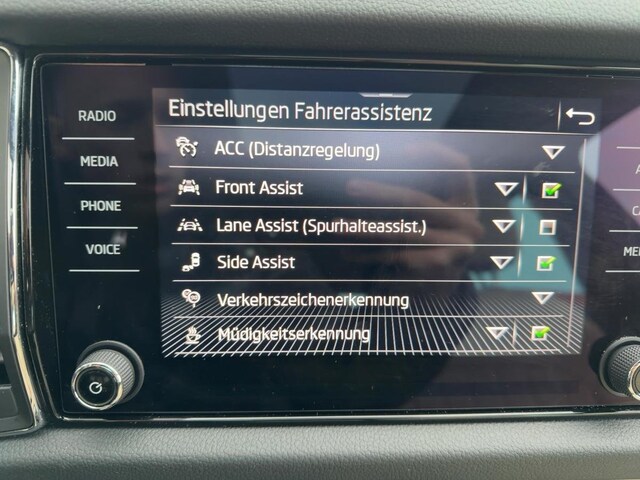 RADIO
MEDIA
PHONE
VOICE
Einstellungen Fahrerassistenz
ACC (Distanzregelung)
Front Assist
Lane Assist (Spurhalteassist.)
Side Assist
Verkehrszeichenerkennung
Müdigkeitserkennung